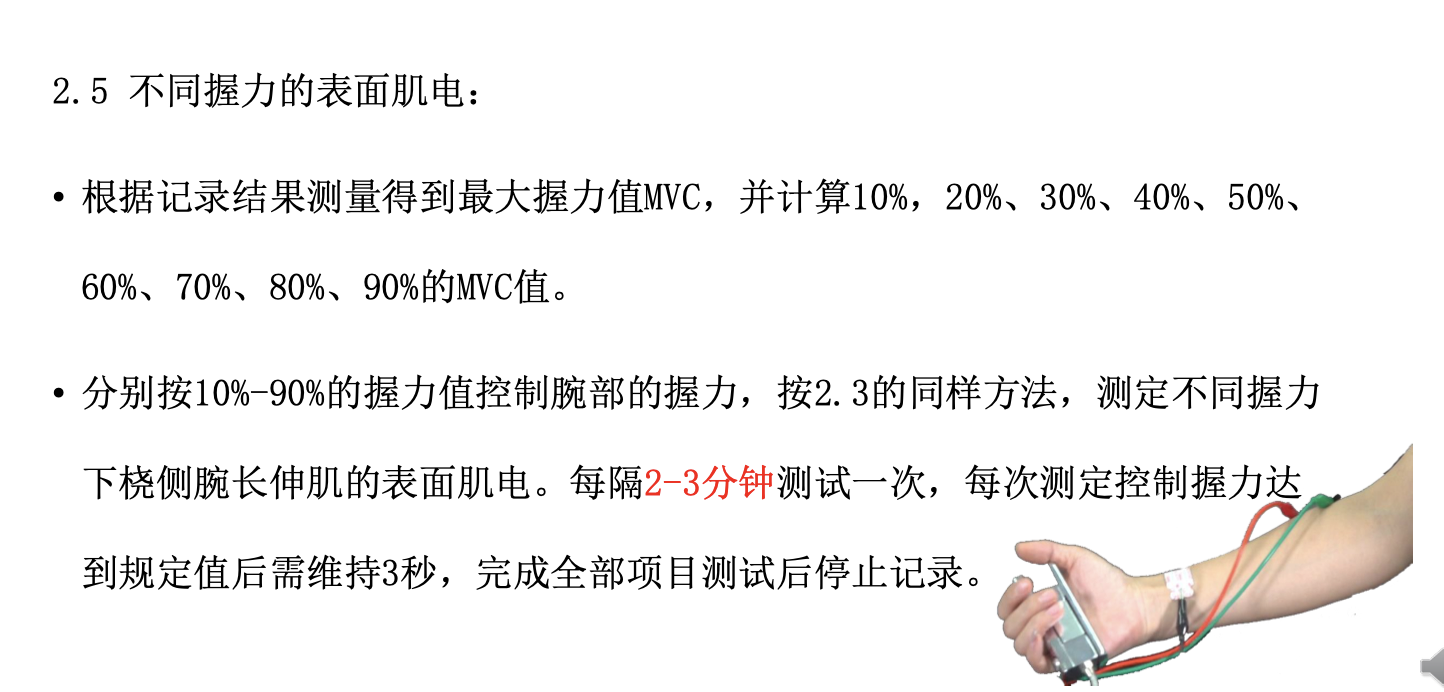 2.5 不同握力的表面肌电：
• 根据记录结果测量得到最大握力值MVC，并计算10%，20%、30%、40%、50%、
60%、70%、80%、90%的MVC值。
• 分别按10%-90%的握力值控制腕部的握力，按2.3的同样方法，测定不同握力
下桡侧腕长伸肌的表面肌电。每隔2-3分钟测试一次，每次测定控制握力达
到规定值后需维持3秒，完成全部项目测试后停止记录。